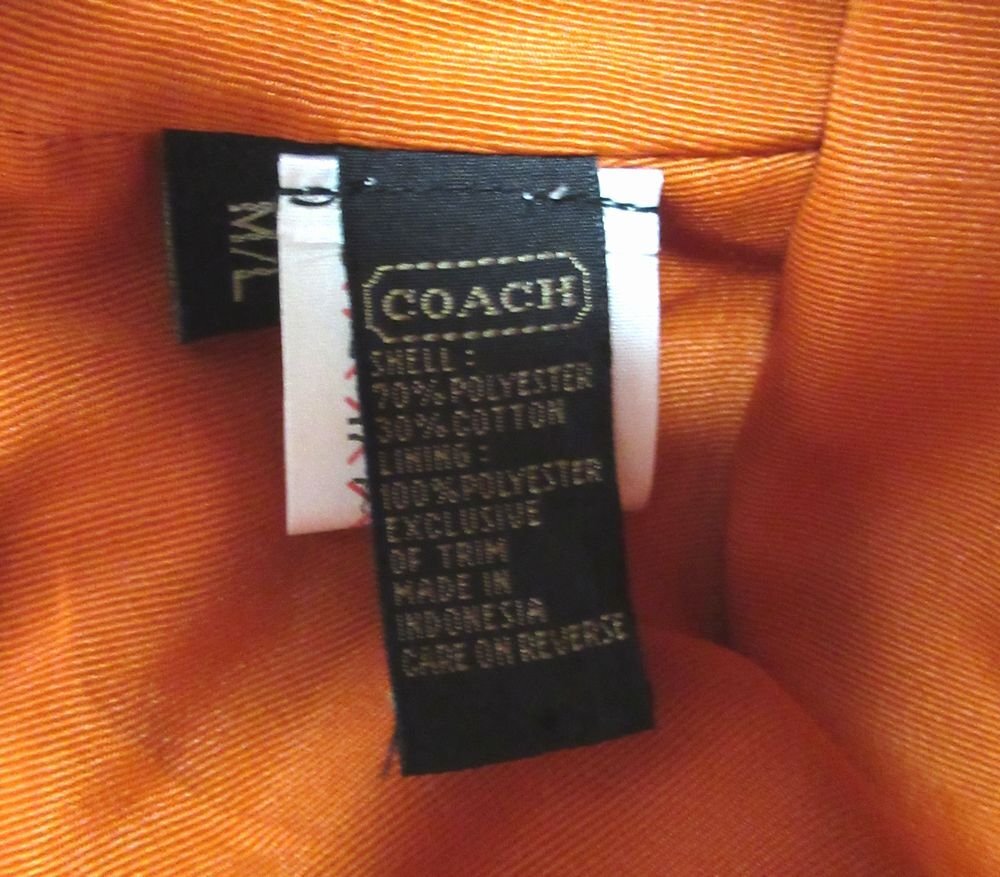 M/L
COACH
SHELL :
70% POLYESTER
30% COTTON
LINING :
100% POLYESTER
EXCLUSIVE
OF TRIM
MADE IN
INDONESIA
CARE ON REVERSE